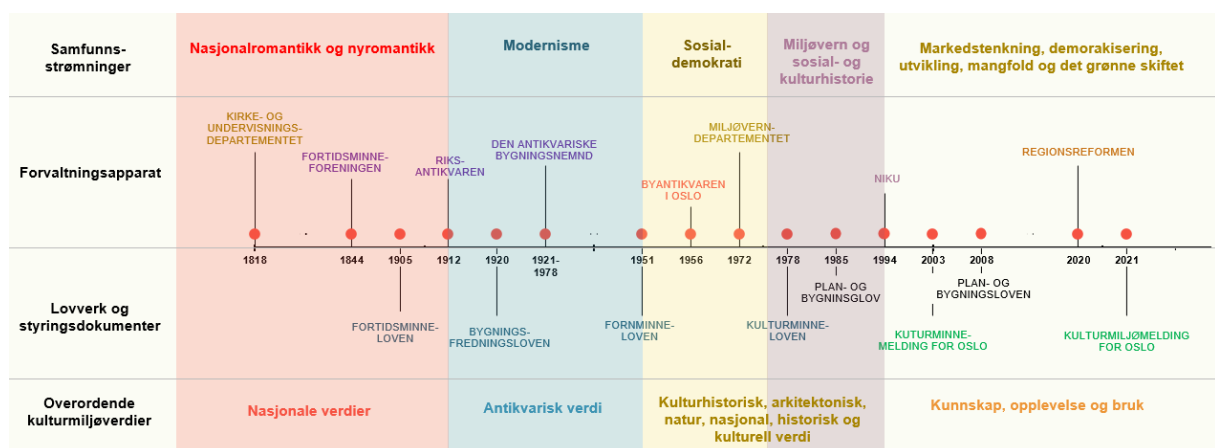 Samfunns-
strømninger
Nasjonalromantikk og nyromantikk
Modernisme
Sosial-
demokrati
Miljøvern og
sosial- og
kulturhistorie
Markedstenkning, demorakisering,
utvikling, mangfold og det grønne skiftet
Forvaltningsapparat
KIRKE- OG
UNDERVISNINGS-
DEPARTEMENTET
FORTIDSMINNE-
FORENINGEN
RIKS-
ANTIKVAREN
DEN ANTIKVARISKE
BYGNINGSNEMND
BYANTIKVAREN
I OSLO
MILJØVERN-
DEPARTEMENTET
NIKU
REGIONSREFORMEN
1818
1844
1905
1912
1920
1921-
1978
1951
1956
1972
1978
1985
1994
2003
2008
2020
2021
Lovverk og
styringsdokumenter
FORTIDSMINNE-
LOVEN
BYGNINGS-
FREDNINGSLOVEN
FORNMINNE-
LOVEN
KULTURMINNE-
LOVEN
PLAN- OG
BYGNINSGLOV
KUTURMINNE-
MELDING FOR OSLO
PLAN- OG
BYGNINGSLOVEN
KULTURMILJØMELDING
FOR OSLO
Overordende
kulturmiljøverdier
Nasjonale verdier
Antikvarisk verdi
Kulturhistorisk, arkitektonisk,
natur, nasjonal, historisk og
kulturell verdi
Kunnskap, opplevelse og bruk